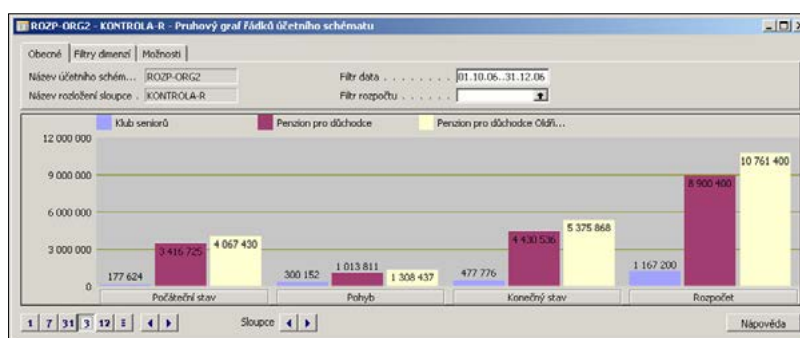 ROZP-ORG2 - KONTROLA-R - Pruhový graf řádků účetního schématu
Obecné Filtry dimenzí Možnosti
Název účetního schém... ROZP-ORG2 Filtr data . . . . . . . . 01.10.06..31.12.06
Název rozložení sloupce . KONTROLA-R Filtr rozpočtu . . . . . .
Klub seniorů Penzion pro důchodce Penzion pro důchodce Oldři...
12 000 000
9 000 000
6 000 000
3 000 000
0
177 624 3 416 725 4 067 430 300 152 1 013 811 1 308 437 477 776 4 430 536 5 375 868 1 167 200 8 900 400 10 761 400
Počáteční stav Pohyb Konečný stav Rozpočet
1 7 31 3 12 Sloupce Nápověda